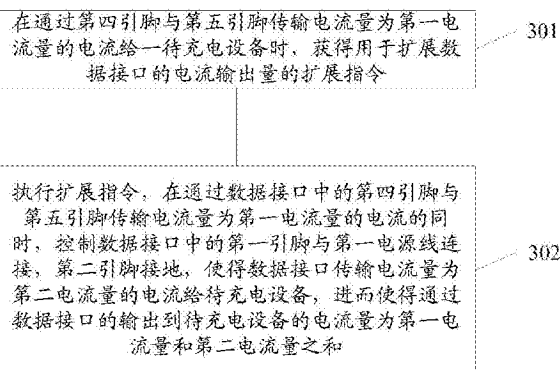 在通过第四引脚与第五引脚传输电流量为第一电
流量的电流给一待充电设备时，获得用于扩展数
据接口的电流输出量的扩展指令
301
执行扩展指令，在通过数据接口中的第四引脚与
第五引脚传输电流量为第一电流量的电流的同
时，控制数据接口中的第一引脚与第一电源线连
接，第二引脚接地，使得数据接口传输电流量为
第二电流量的电流给待充电设备，进而使得通过
数据接口的输出到待充电设备的电流量为第一电
流量和第二电流量之和
302